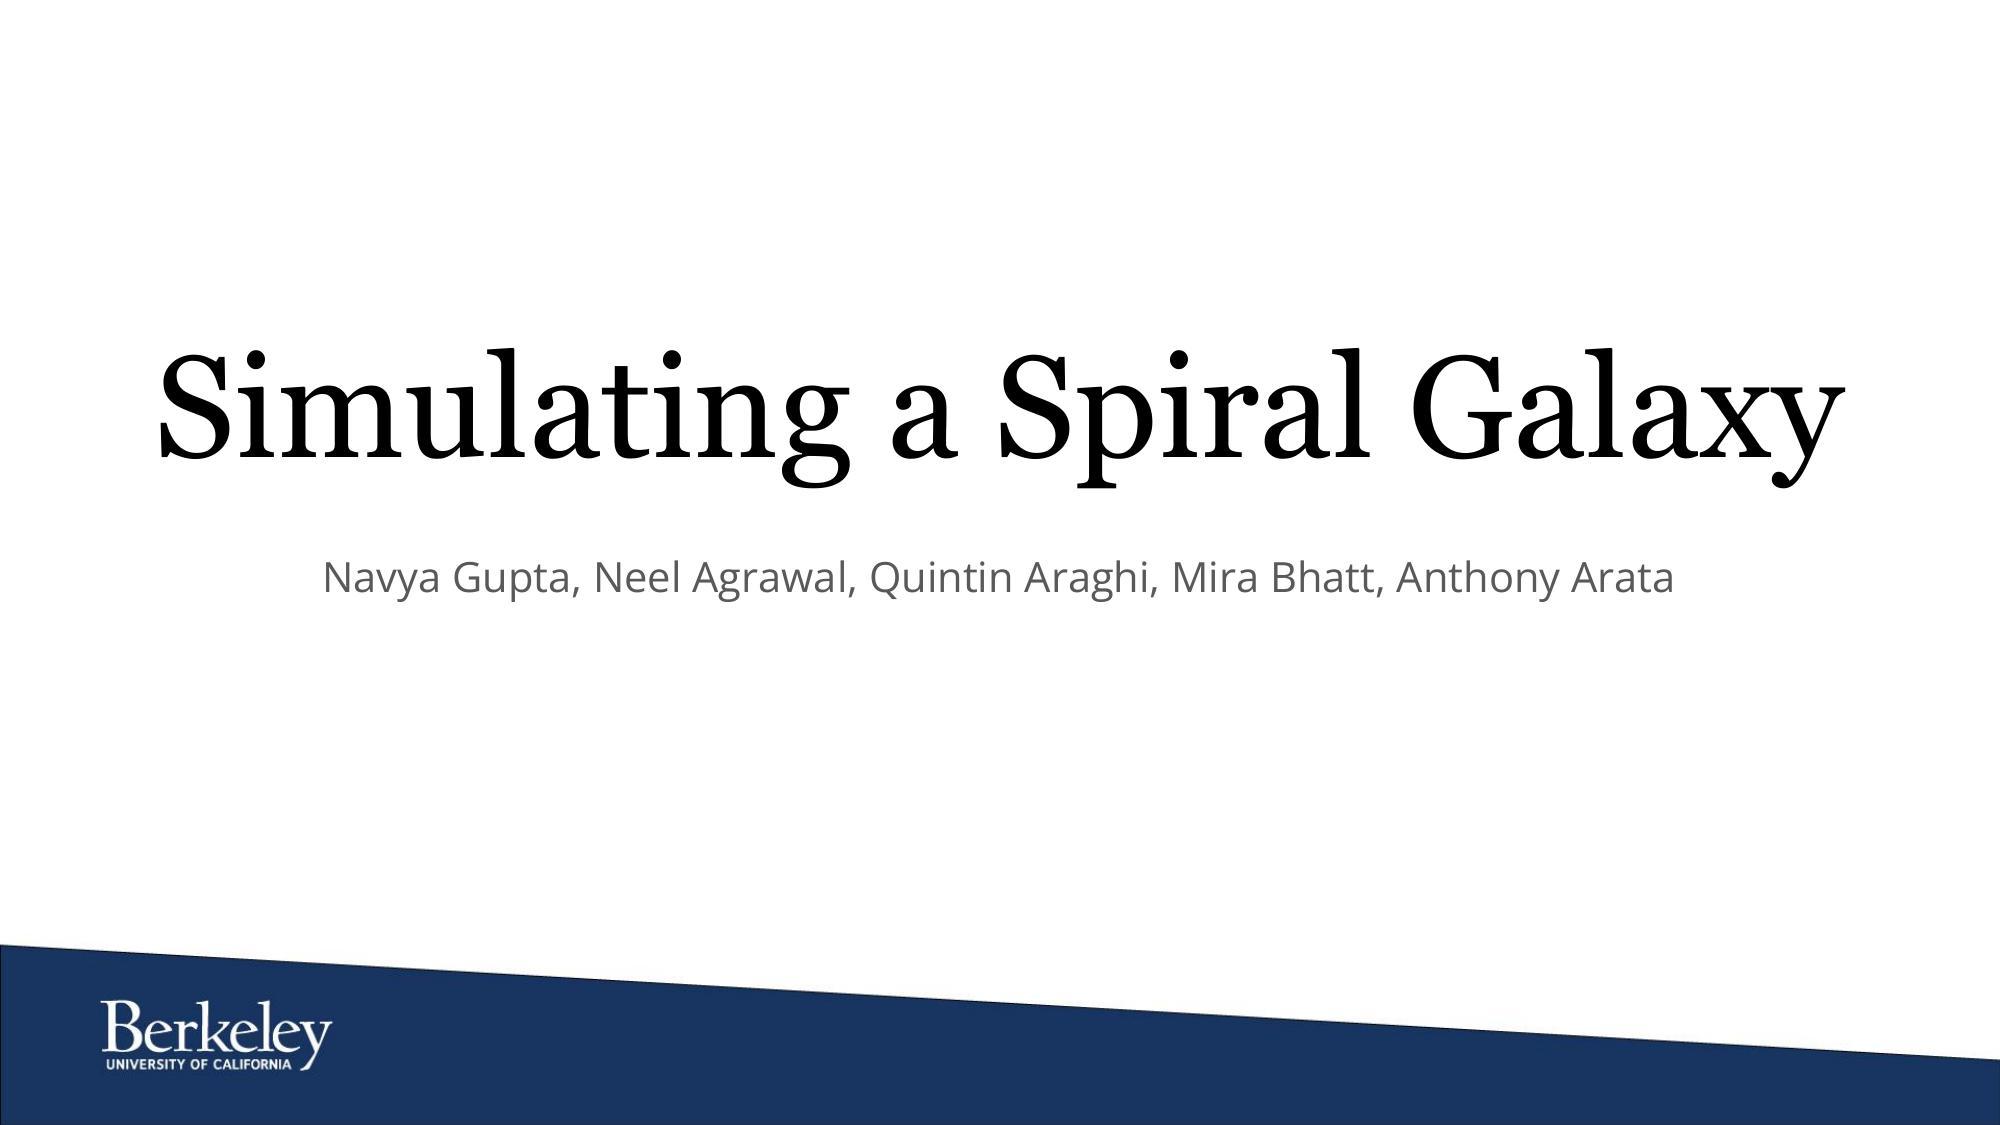 Simulating a Spiral Galaxy
Navya Gupta, Neel Agrawal, Quintin Araghi, Mira Bhatt, Anthony Arata
Berkeley
UNIVERSITY OF CALIFORNIA